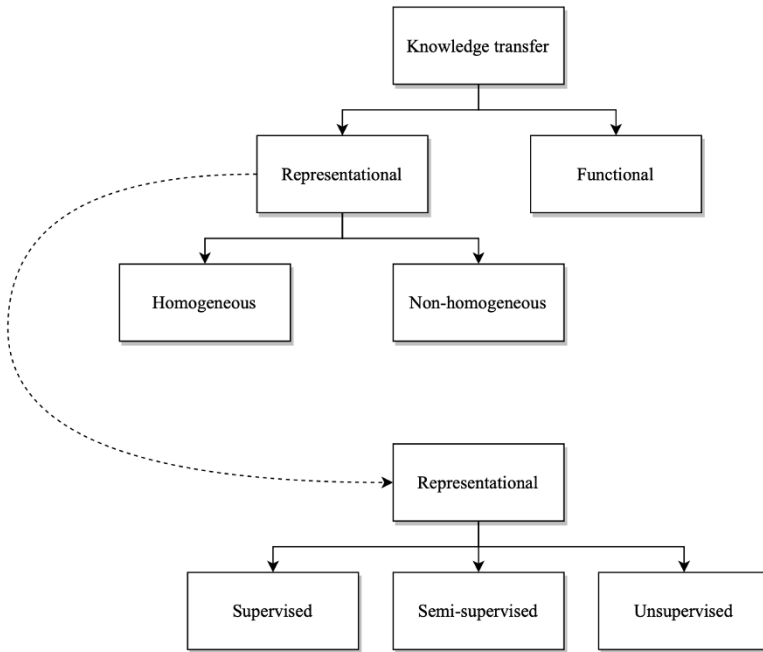 Knowledge transfer
Representational
Functional
Homogeneous
Non-homogeneous
Representational
Supervised
Semi-supervised
Unsupervised